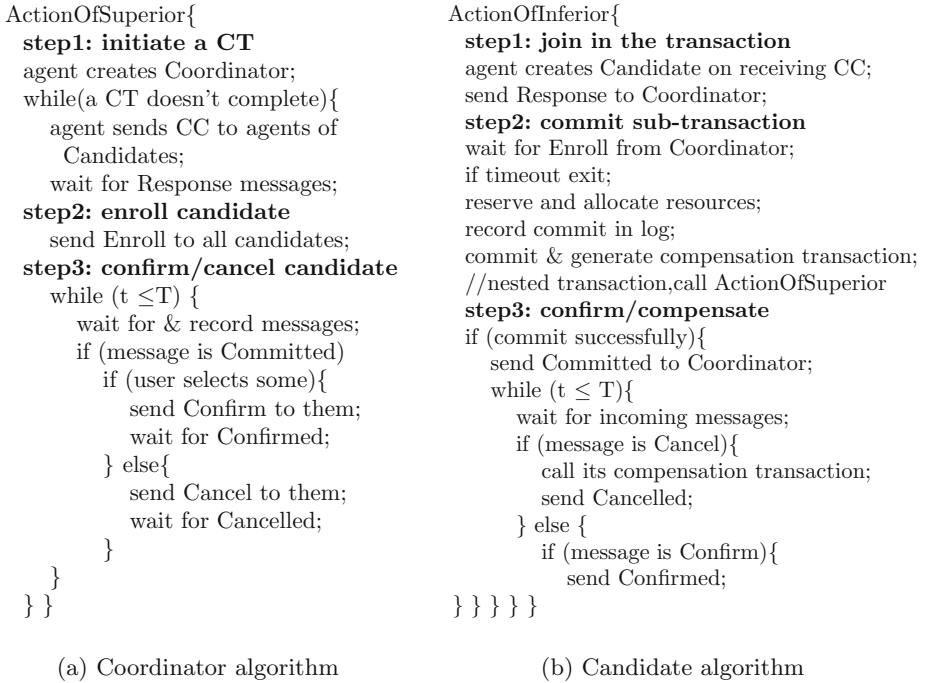 ActionOfSuperior{
step1: initiate a CT
agent creates Coordinator;
while(a CT doesn't complete){
agent sends CC to agents of
Candidates;
wait for Response messages;
step2: enroll candidate
send Enroll to all candidates;
step3: confirm/cancel candidate
while (t ≤T) {
wait for & record messages;
if (message is Committed)
if (user selects some){
send Confirm to them;
wait for Confirmed;
} else{
send Cancel to them;
wait for Cancelled;
}
}
} }
(a) Coordinator algorithm
ActionOfInferior{
step1: join in the transaction
agent creates Candidate on receiving CC;
send Response to Coordinator;
step2: commit sub-transaction
wait for Enroll from Coordinator;
if timeout exit;
reserve and allocate resources;
record commit in log;
commit & generate compensation transaction;
//nested transaction,call ActionOfSuperior
step3: confirm/compensate
if (commit successfully){
send Committed to Coordinator;
while (t ≤ T){
wait for incoming messages;
if (message is Cancel){
call its compensation transaction;
send Cancelled;
} else {
if (message is Confirm){
send Confirmed;
} } } } }
(b) Candidate algorithm